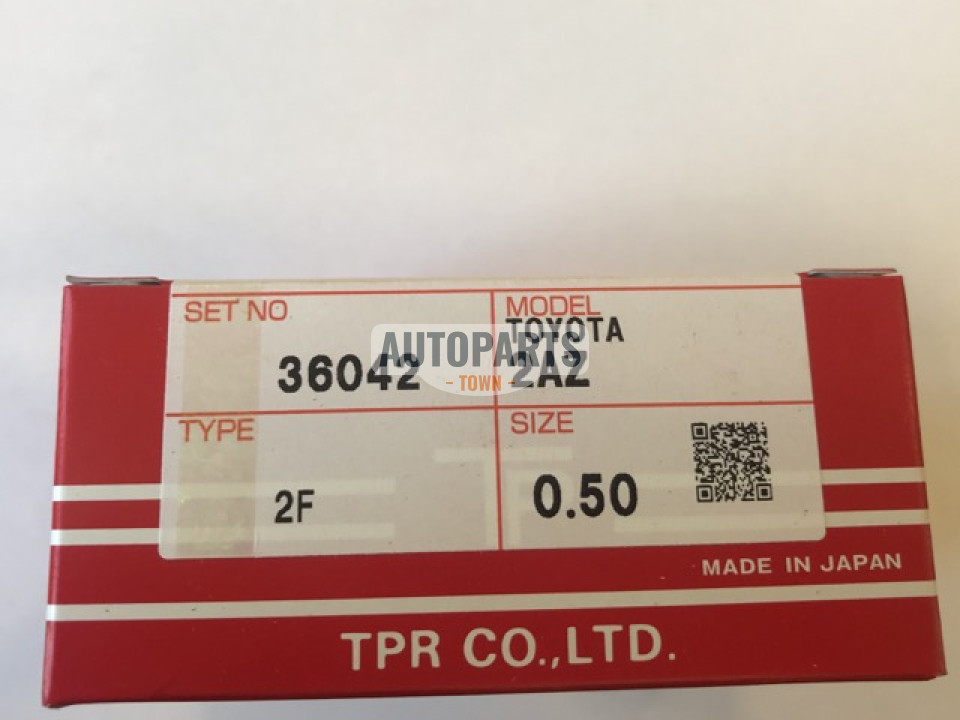 SET NO
MODEL
TOYOTA
36042
2AZ
AUTOPARTS
- TOWN -
TYPE
SIZE
2F
0.50
MADE IN JAPAN
TPR CO.,LTD.